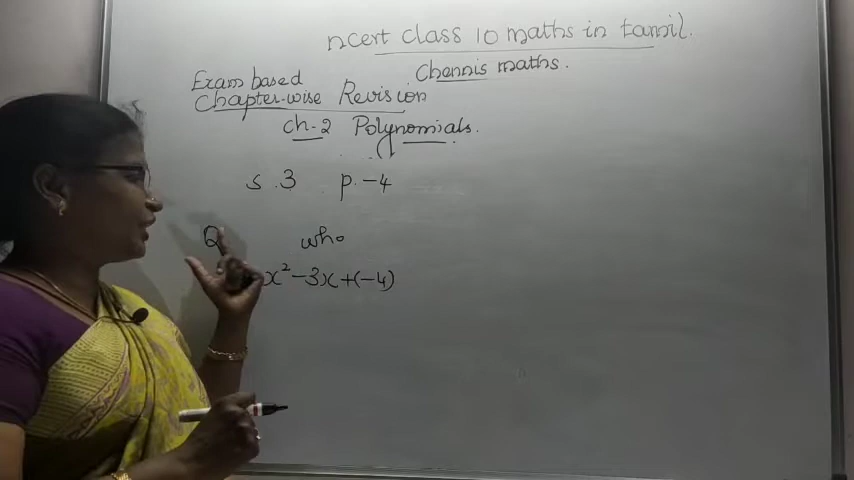 ncert class 10 maths in tamil.
Chennis maths.
Exam based
Chapter-wise Revision
ch-2 Polynomials.
S. 3 p. -4
Q who
x² - 3x + (-4)